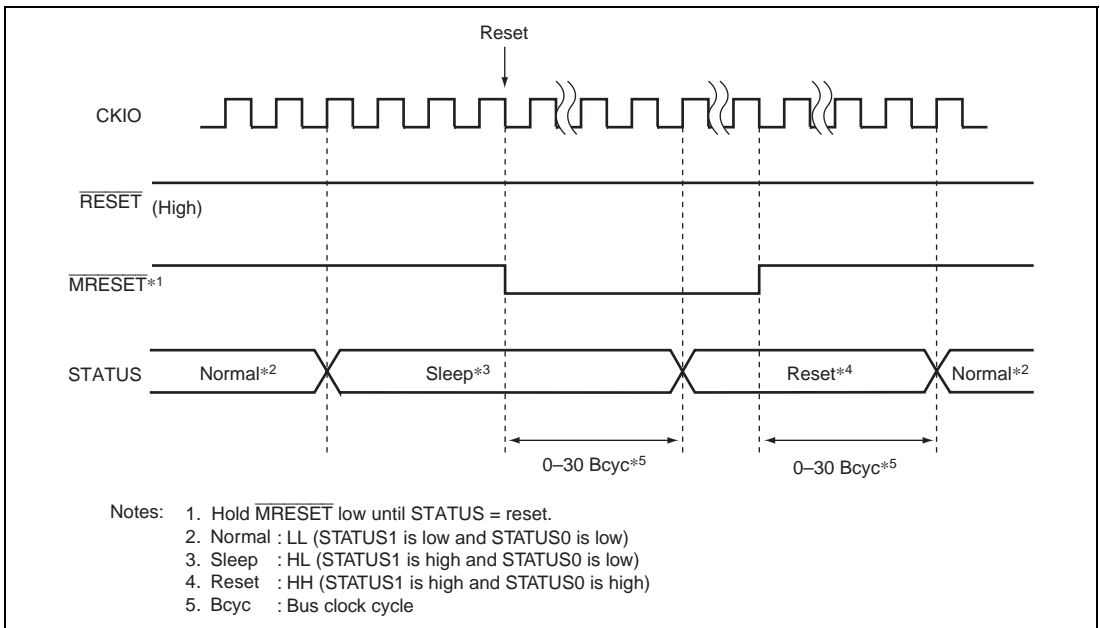 Reset
CKIO
RESET (High)
MRESET*1
STATUS Normal*2 Sleep*3 Reset*4 Normal*2
0–30 Bcyc*5 0–30 Bcyc*5
Notes: 1. Hold MRESET low until STATUS = reset.
2. Normal : LL (STATUS1 is low and STATUS0 is low)
3. Sleep : HL (STATUS1 is high and STATUS0 is low)
4. Reset : HH (STATUS1 is high and STATUS0 is high)
5. Bcyc : Bus clock cycle